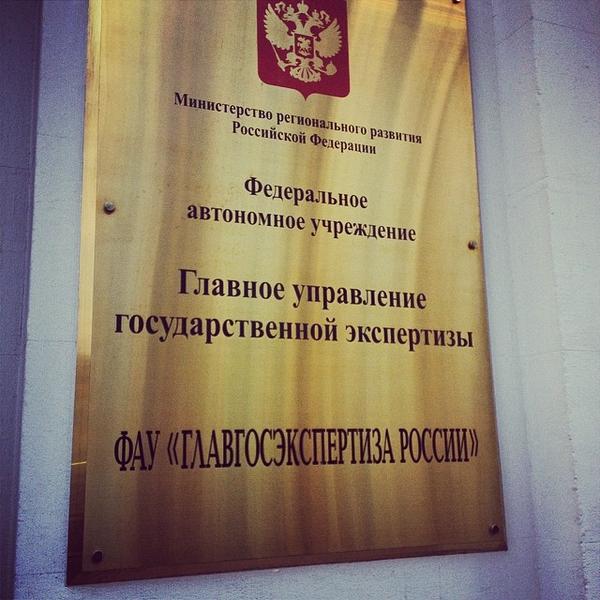 Министерство регионального развития
Российской Федерации
Федеральное
автономное учреждение
Главное управление
государственной экспертизы
ФАУ «ГЛАВГОСЭКСПЕРТИЗА РОССИИ»